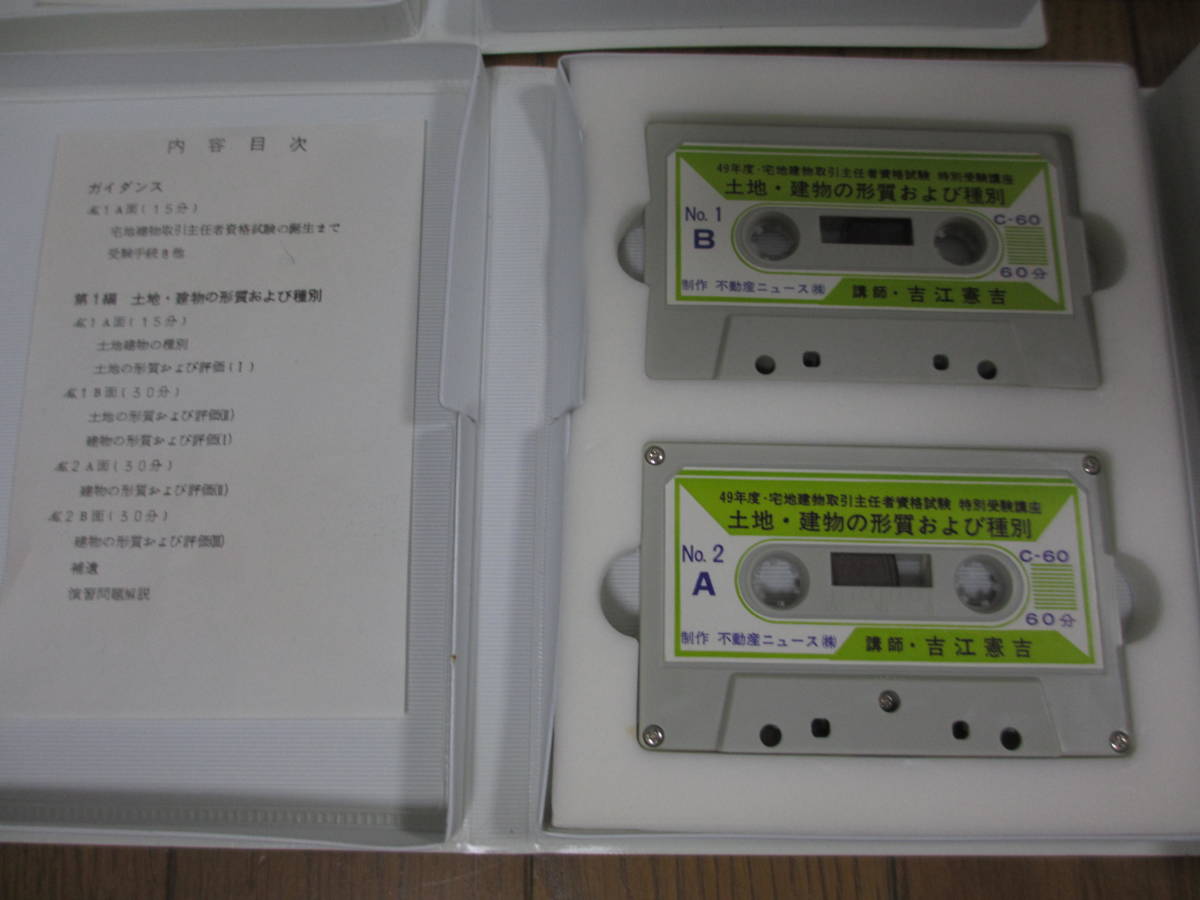 内容目次
ガイダンス
№1A面(15分)
宅地建物取引主任者資格試験の誕生まで
受験手続き他
第1編 土地・建物の形質および種別
№1A面(15分)
土地建物の種別
土地の形質および評価(Ⅰ)
№1B面(30分)
土地の形質および評価(Ⅱ)
建物の形質および評価(Ⅰ)
№2A面(30分)
建物の形質および評価(Ⅱ)
№2B面(30分)
建物の形質および評価(Ⅲ)
補遺
演習問題解説
49年度・宅地建物取引主任者資格試験 特別受験講座
土地・建物の形質および種別
No.1
B
C-60
60分
制作 不動産ニュース㈱
講師・吉江憲吉
49年度・宅地建物取引主任者資格試験 特別受験講座
土地・建物の形質および種別
No.2
A
C-60
60分
制作 不動産ニュース㈱
講師・吉江憲吉